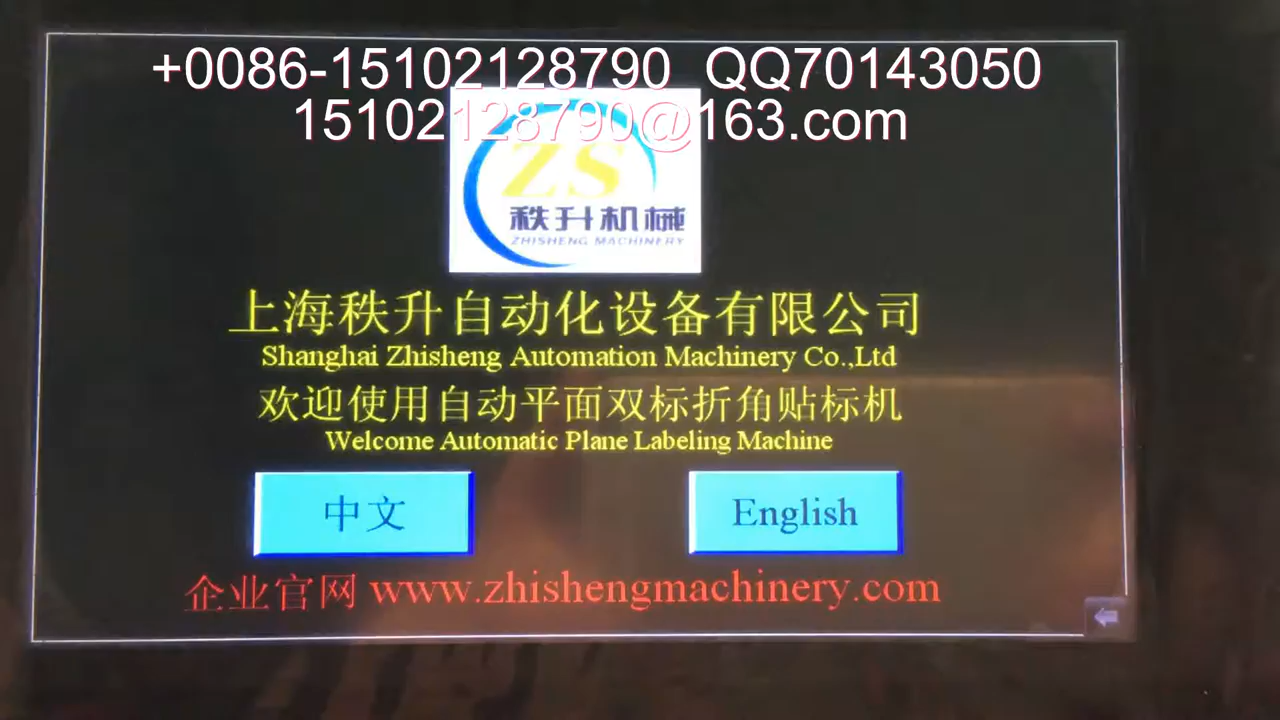 +0086-15102128790 QQ70143050
15102128790@163.com
ZS
秩升机械
ZHISHENG MACHINERY
上海秩升自动化设备有限公司
Shanghai Zhisheng Automation Machinery Co.,Ltd
欢迎使用自动平面双标折角贴标机
Welcome Automatic Plane Labeling Machine
中文
English
企业官网 www.zhishengmachinery.com